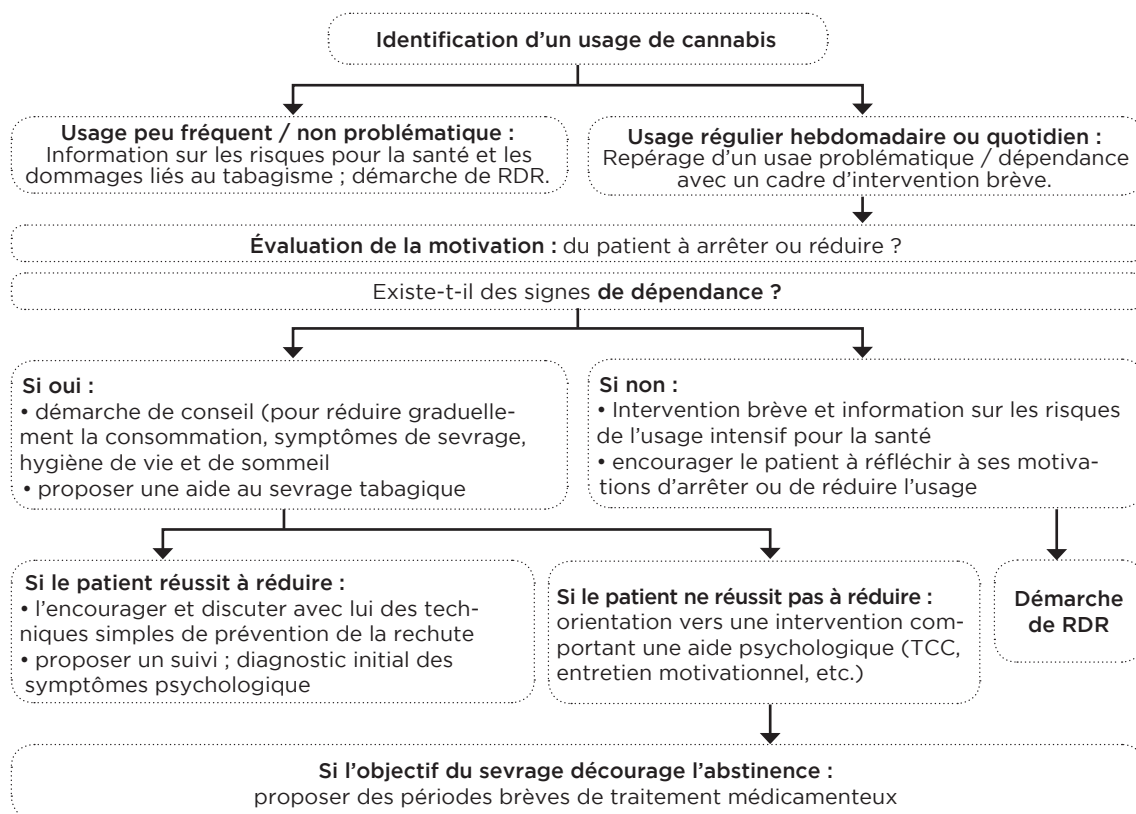 Identification d’un usage de cannabis
Usage peu fréquent / non problématique :
Information sur les risques pour la santé et les
dommages liés au tabagisme ; démarche de RDR.
Usage régulier hebdomadaire ou quotidien :
Repérage d’un usae problématique / dépendance
avec un cadre d’intervention brève.
Évaluation de la motivation : du patient à arrêter ou réduire ?
Existe-t-il des signes de dépendance ?
Si oui :
• démarche de conseil (pour réduire graduelle-
ment la consommation, symptômes de sevrage,
hygiène de vie et de sommeil
• proposer une aide au sevrage tabagique
Si non :
• Intervention brève et information sur les risques
de l’usage intensif pour la santé
• encourager le patient à réfléchir à ses motiva-
tions d’arrêter ou de réduire l’usage
Si le patient réussit à réduire :
• l’encourager et discuter avec lui des tech-
niques simples de prévention de la rechute
• proposer un suivi ; diagnostic initial des
symptômes psychologique
Si le patient ne réussit pas à réduire :
orientation vers une intervention com-
portant une aide psychologique (TCC,
entretien motivationnel, etc.)
Démarche
de RDR
Si l’objectif du sevrage décourage l’abstinence :
proposer des périodes brèves de traitement médicamenteux